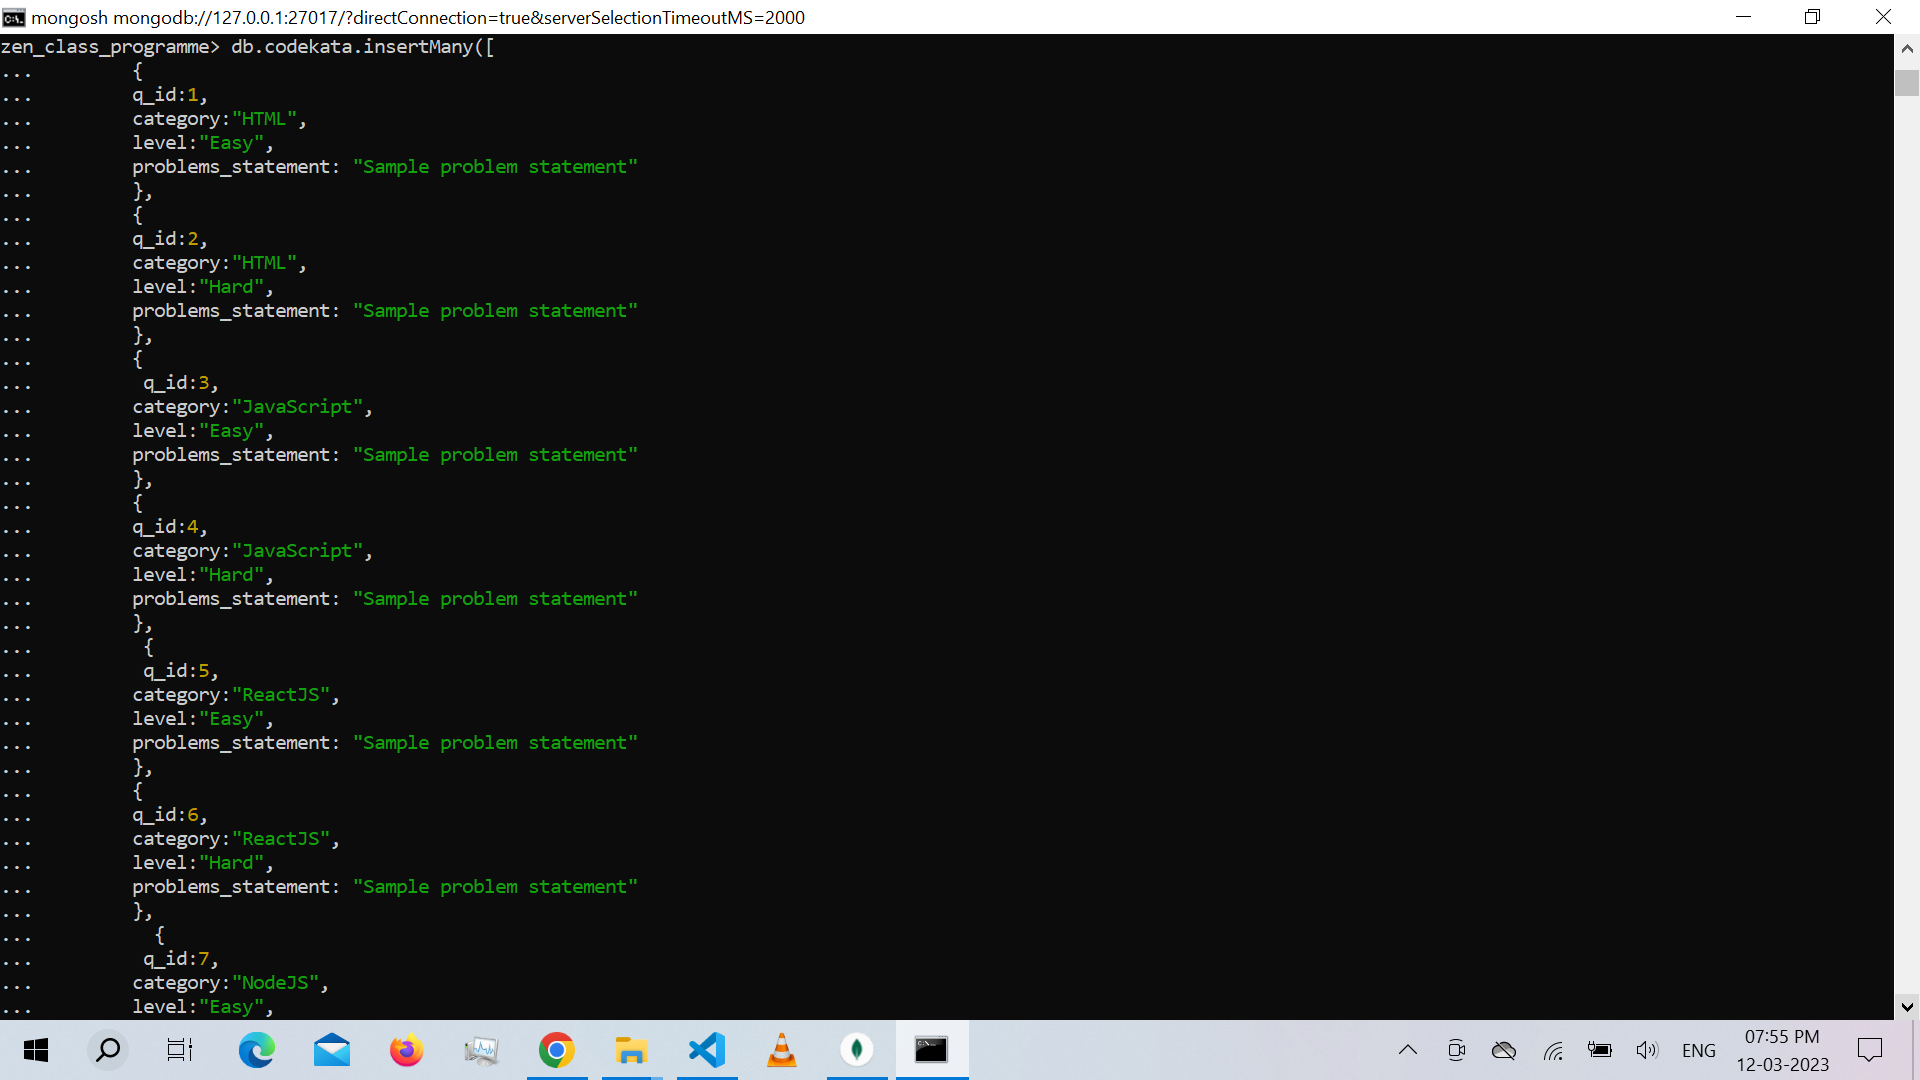 mongosh mongodb://127.0.0.1:27017/?directConnection=true&serverSelectionTimeoutMS=2000
zen_class_programme> db.codekata.insertMany([
...         {
...         q_id:1,
...         category:"HTML",
...         level:"Easy",
...         problems_statement: "Sample problem statement"
...         },
...         {
...         q_id:2,
...         category:"HTML",
...         level:"Hard",
...         problems_statement: "Sample problem statement"
...         },
...         {
...          q_id:3,
...         category:"JavaScript",
...         level:"Easy",
...         problems_statement: "Sample problem statement"
...         },
...         {
...         q_id:4,
...         category:"JavaScript",
...         level:"Hard",
...         problems_statement: "Sample problem statement"
...         },
...          {
...          q_id:5,
...         category:"ReactJS",
...         level:"Easy",
...         problems_statement: "Sample problem statement"
...         },
...         {
...         q_id:6,
...         category:"ReactJS",
...         level:"Hard",
...         problems_statement: "Sample problem statement"
...         },
...           {
...          q_id:7,
...         category:"NodeJS",
...         level:"Easy",
ENG
07:55 PM
12-03-2023